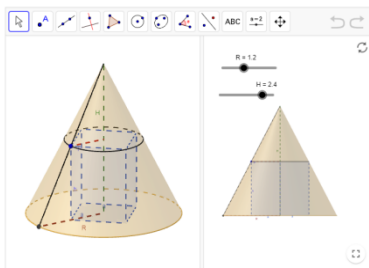 ABC
a=2
R = 1.2
H = 2.4
H
R